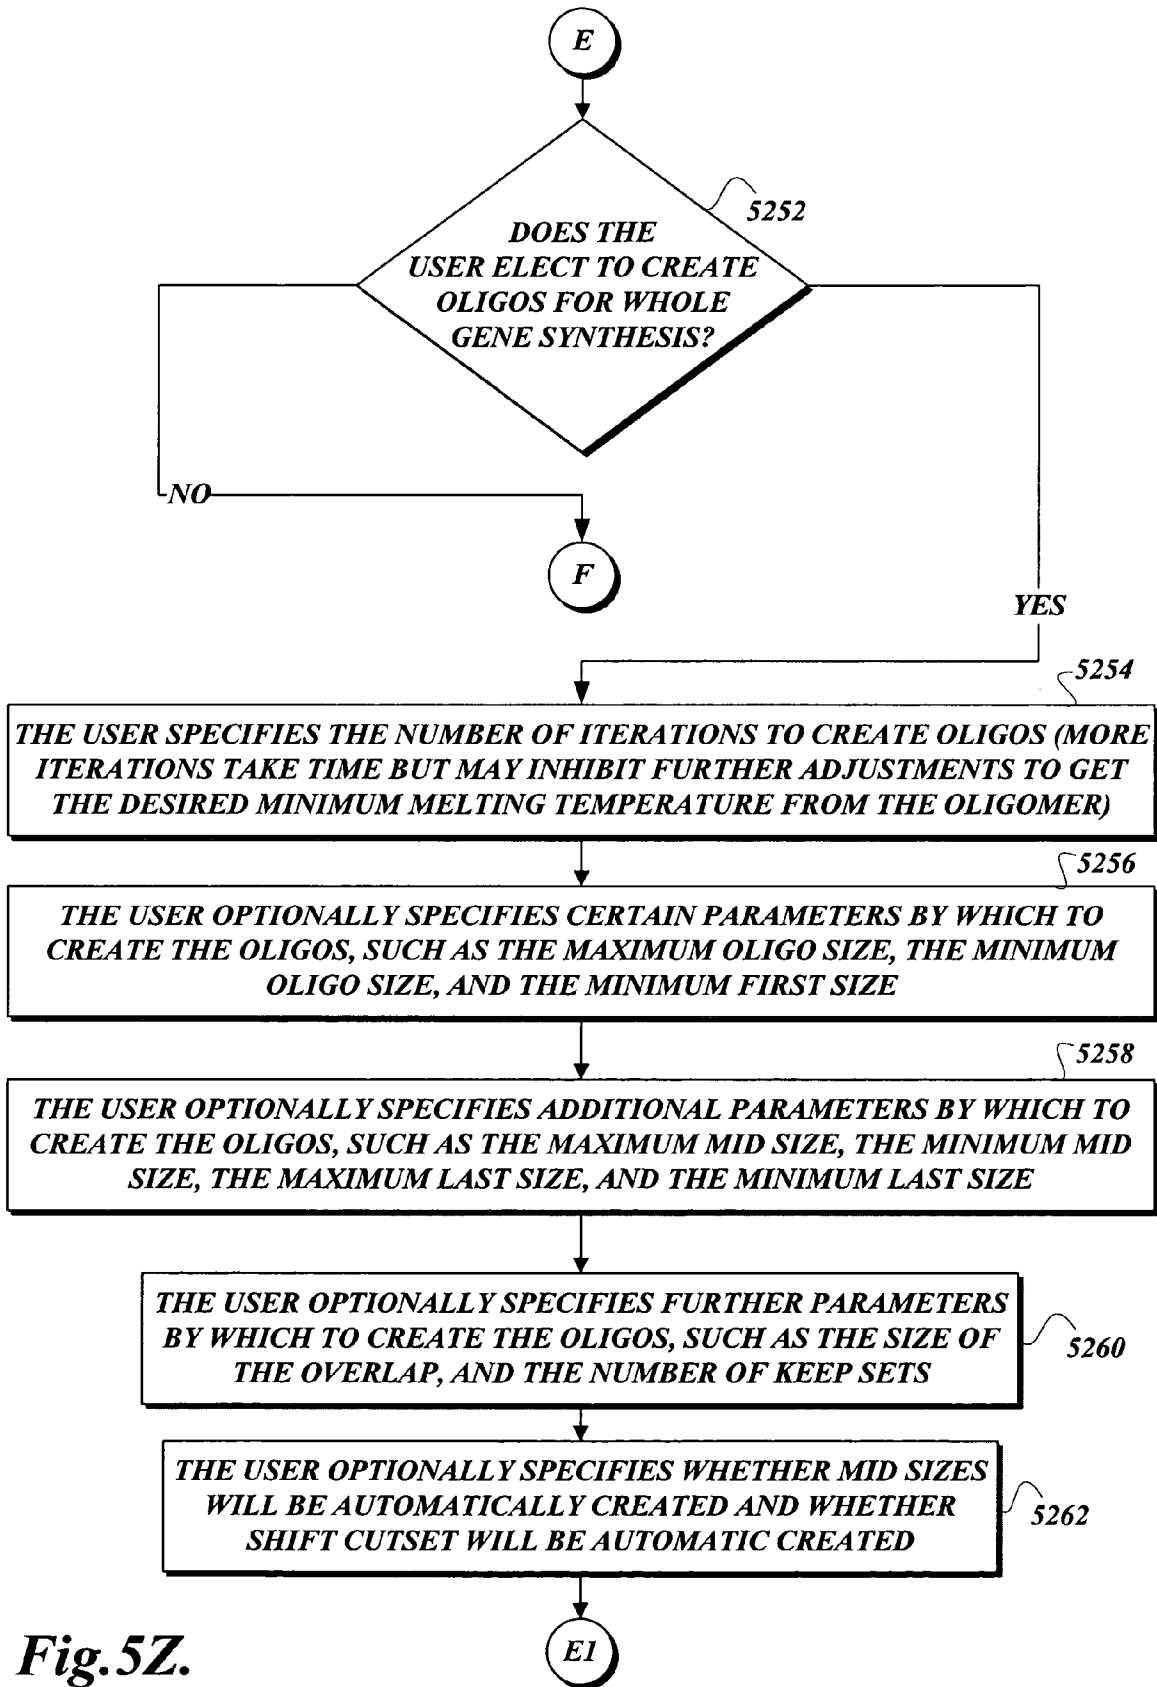 E
5252
DOES THE
USER ELECT TO CREATE
OLIGOS FOR WHOLE
GENE SYNTHESIS?
NO
F
YES
5254
THE USER SPECIFIES THE NUMBER OF ITERATIONS TO CREATE OLIGOS (MORE
ITERATIONS TAKE TIME BUT MAY INHIBIT FURTHER ADJUSTMENTS TO GET
THE DESIRED MINIMUM MELTING TEMPERATURE FROM THE OLIGOMER)
5256
THE USER OPTIONALLY SPECIFIES CERTAIN PARAMETERS BY WHICH TO
CREATE THE OLIGOS, SUCH AS THE MAXIMUM OLIGO SIZE, THE MINIMUM
OLIGO SIZE, AND THE MINIMUM FIRST SIZE
5258
THE USER OPTIONALLY SPECIFIES ADDITIONAL PARAMETERS BY WHICH TO
CREATE THE OLIGOS, SUCH AS THE MAXIMUM MID SIZE, THE MINIMUM MID
SIZE, THE MAXIMUM LAST SIZE, AND THE MINIMUM LAST SIZE
THE USER OPTIONALLY SPECIFIES FURTHER PARAMETERS
BY WHICH TO CREATE THE OLIGOS, SUCH AS THE SIZE OF
THE OVERLAP, AND THE NUMBER OF KEEP SETS
5260
THE USER OPTIONALLY SPECIFIES WHETHER MID SIZES
WILL BE AUTOMATICALLY CREATED AND WHETHER
SHIFT CUTSET WILL BE AUTOMATIC CREATED
5262
E1
Fig.5Z.